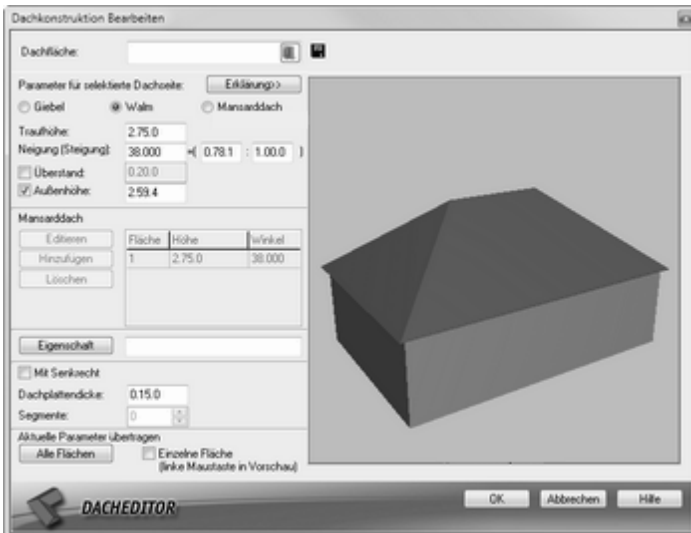 Dachkonstruktion Bearbeiten
Dachfläche:
Parameter für selektierte Dachseite: Erklärung>>
Giebel Walm Mansarddach
Traufhöhe: 2.75.0
Neigung (Steigung): 38.000 =( 0.78.1 : 1.00.0 )
Überstand: 0.20.0
Außenhöhe: 2.59.4
Mansarddach
Editieren Fläche Höhe Winkel
Hinzufügen 1 2.75.0 38.000
Löschen
Eigenschaft
Mit Senkrecht
Dachplattendicke: 0.15.0
Segmente: 0
Aktuelle Parameter übertragen
Alle Flächen Einzelne Fläche
(linke Maustaste in Vorschau)
DACHEDITOR OK Abbrechen Hilfe